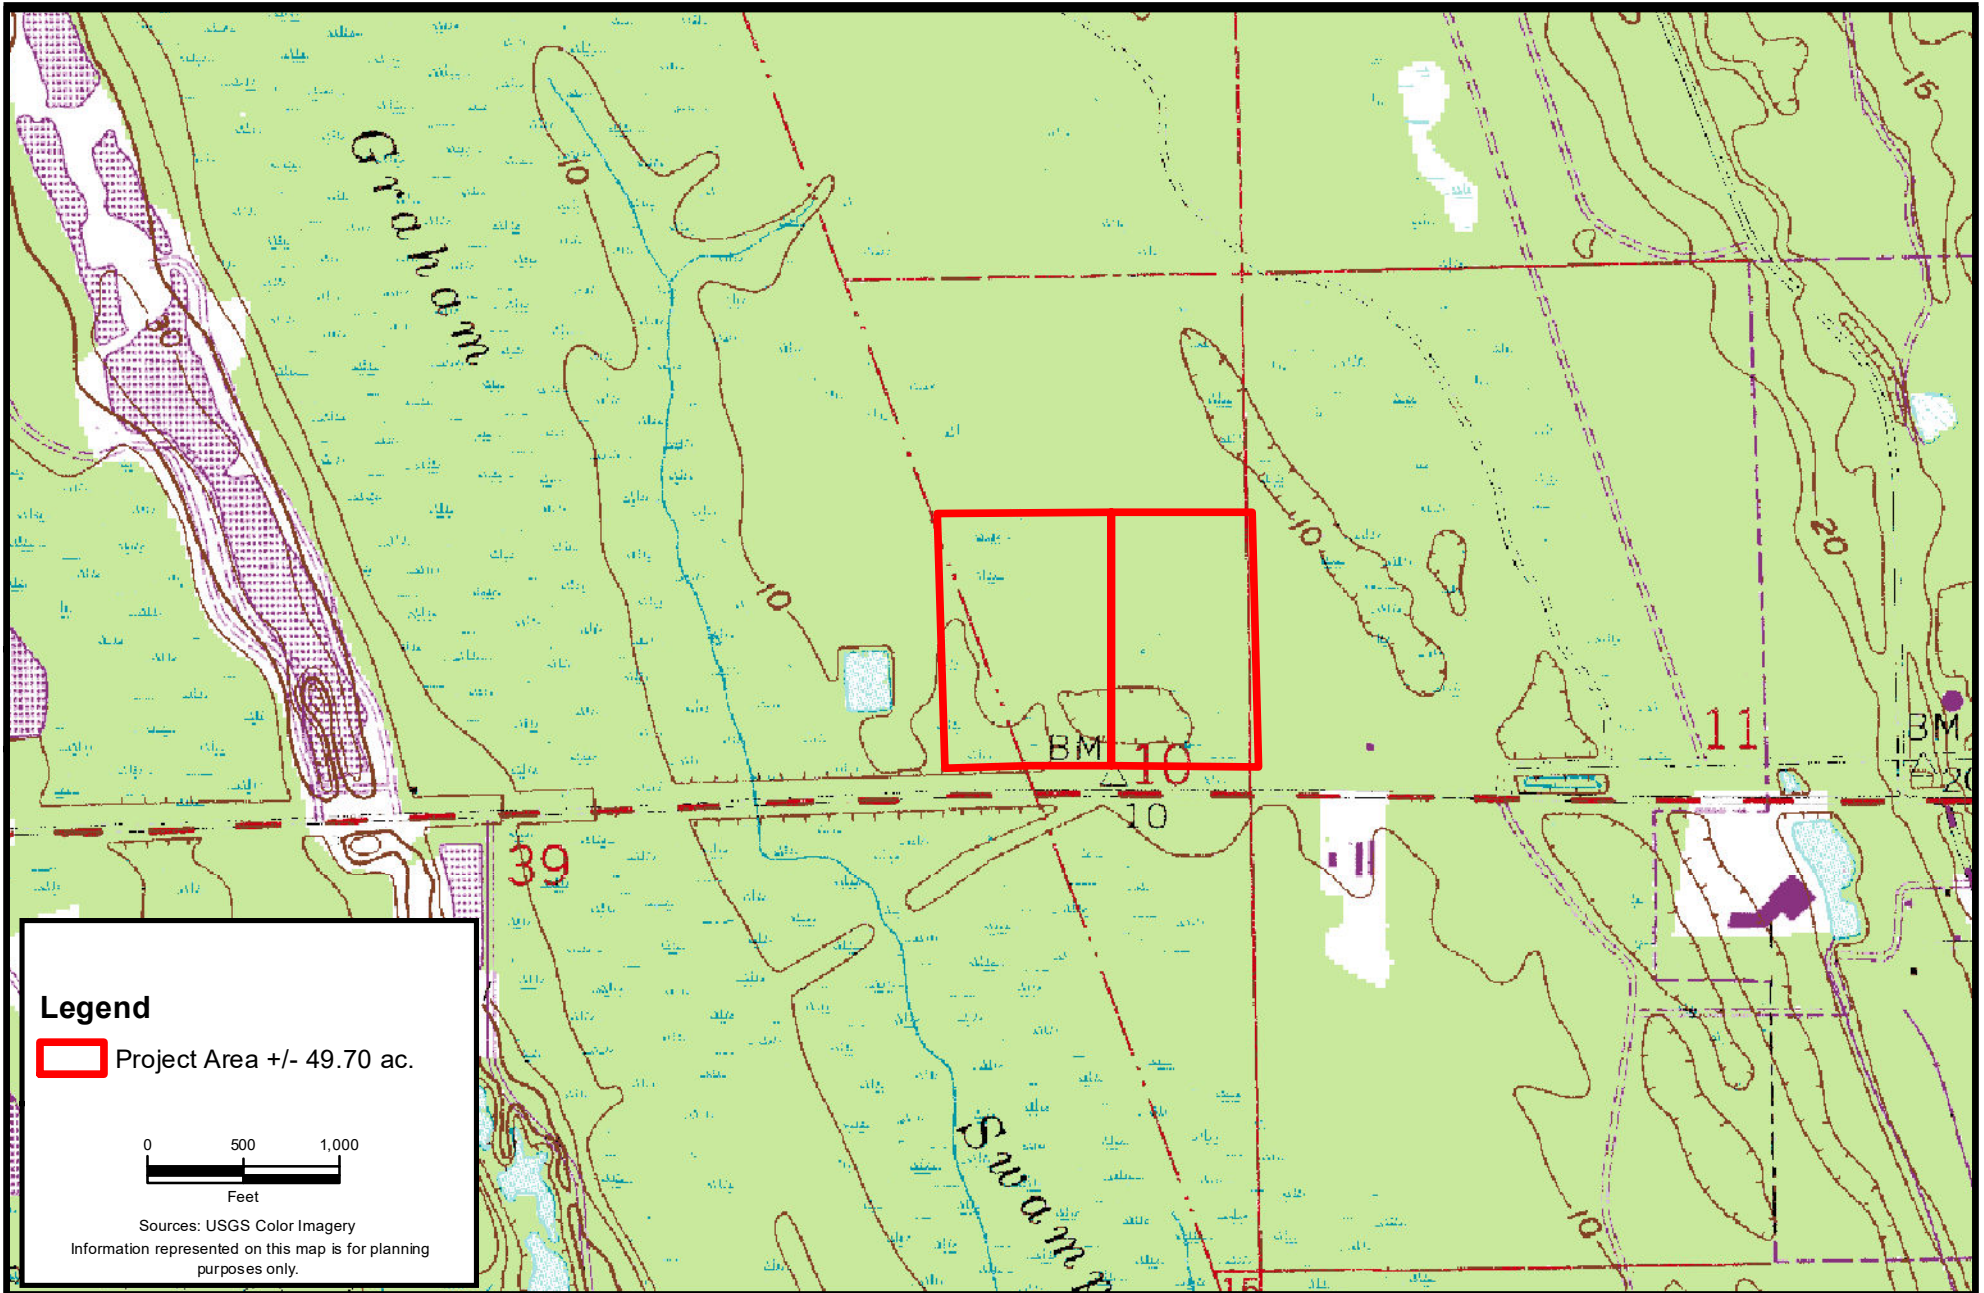 15
10
Graham
20
10
10
20
BM
10
11
BM
20
10
39
Legend
Project Area +/- 49.70 ac.
0 500 1,000
Feet
Sources: USGS Color Imagery
Information represented on this map is for planning
purposes only.
Swamp
10
15